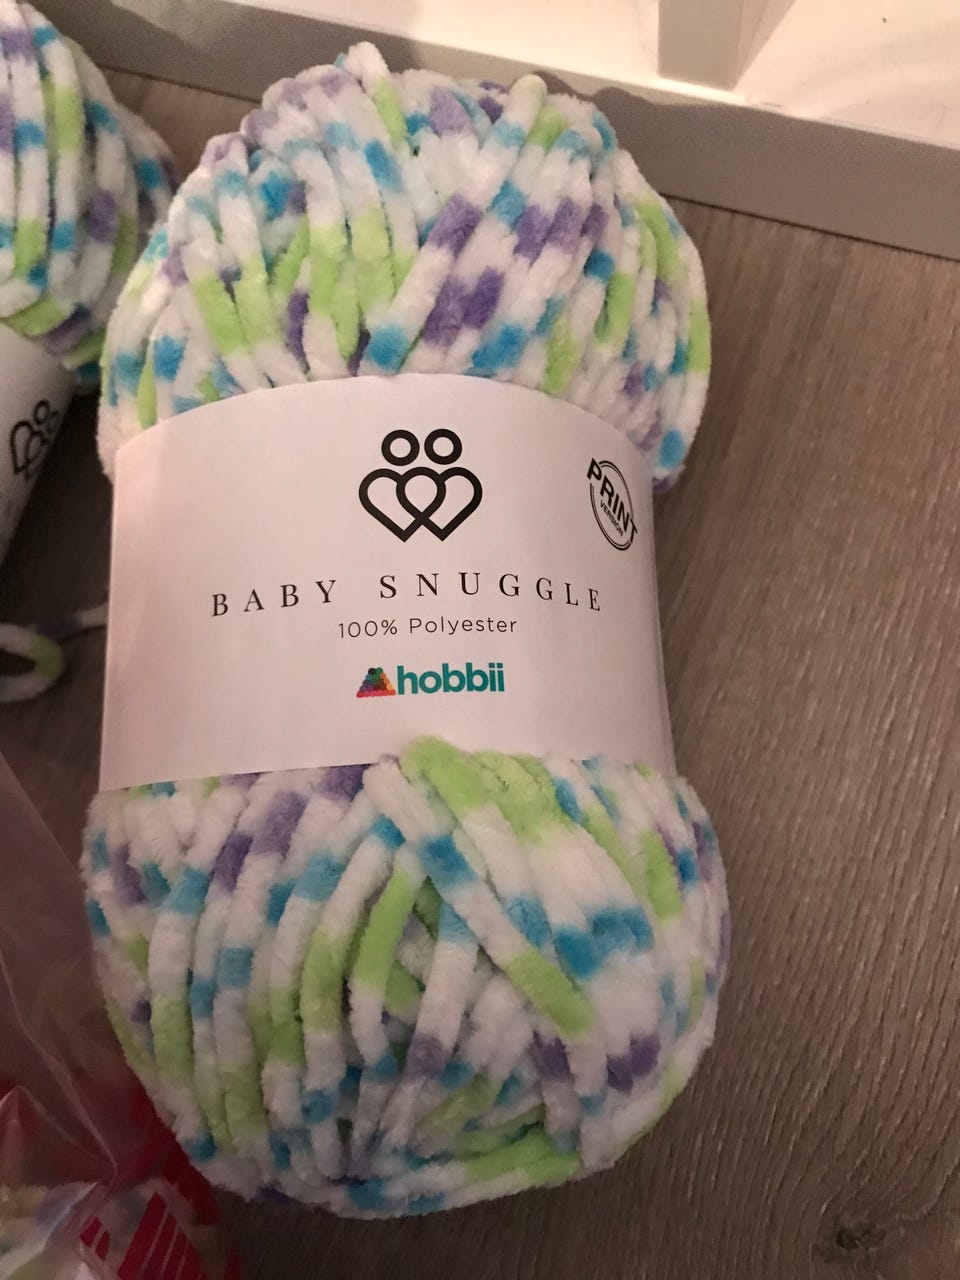 PRINT
VERSION
BABY SNUGGLE
100% Polyester
hobbii